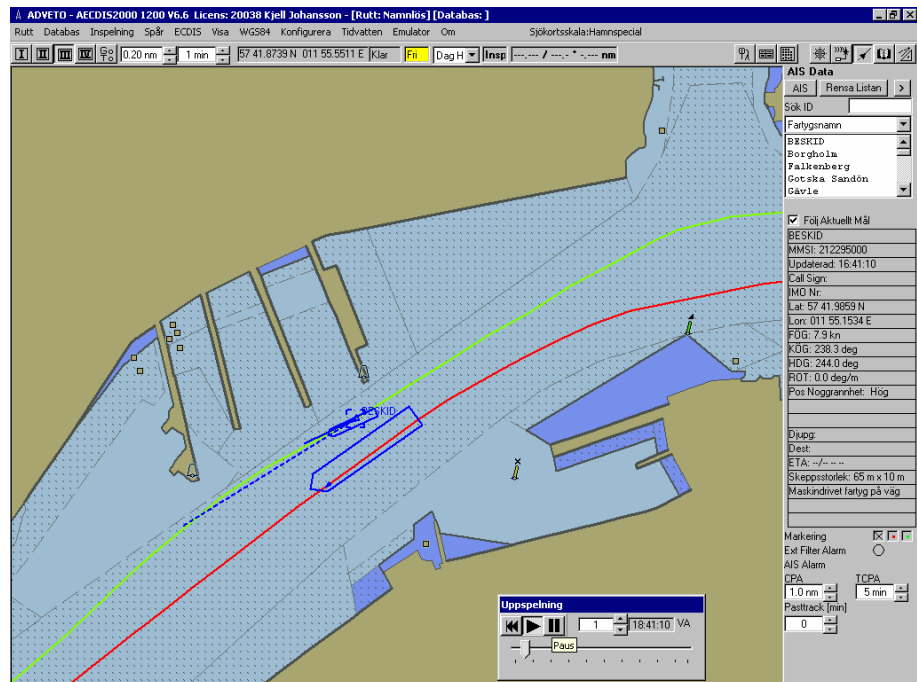 ADVETO - AECDIS2000 1200 V6.6 Licens: 20038 Kjell Johansson - [Rutt: Namnlös] [Databas: ]
Rutt Databas Inspelning Spår ECDIS Visa WGS84 Konfigurera Tidvatten Emulator Om Sjökortsskala:Hamnspecial
I II III IV 0.20 nm 1 min 57 41.8739 N 011 55.5511 E Klar Fri Dag H Insp ---.---- / ---.- * -.--- nm
AIS Data
AIS Rensa Listan >
Sök ID
Fartygsnamn
BESKID
Borgholm
Falkenberg
Gotska Sandön
Gävle
Följ Aktuellt Mål
BESKID
MMSI: 212295000
Updaterad: 16:41:10
Call Sign:
IMO Nr:
Lat: 57 41.9859 N
Lon: 011 55.1534 E
FÖG: 7.9 kn
KÖG: 238.3 deg
HDG: 244.0 deg
ROT: 0.0 deg/m
Pos Noggrannhet: Hög
Djupg:
Dest:
ETA: --/-- -- --
Skeppsstorlek: 65 m x 10 m
Maskindrivet fartyg på väg
Markering
Ext Filter Alarm
AIS Alarm
CPA TCPA
1.0 nm 5 min
Pasttrack [min]
0
BESKID
Uppspelning
1 18:41:10 VA
Paus